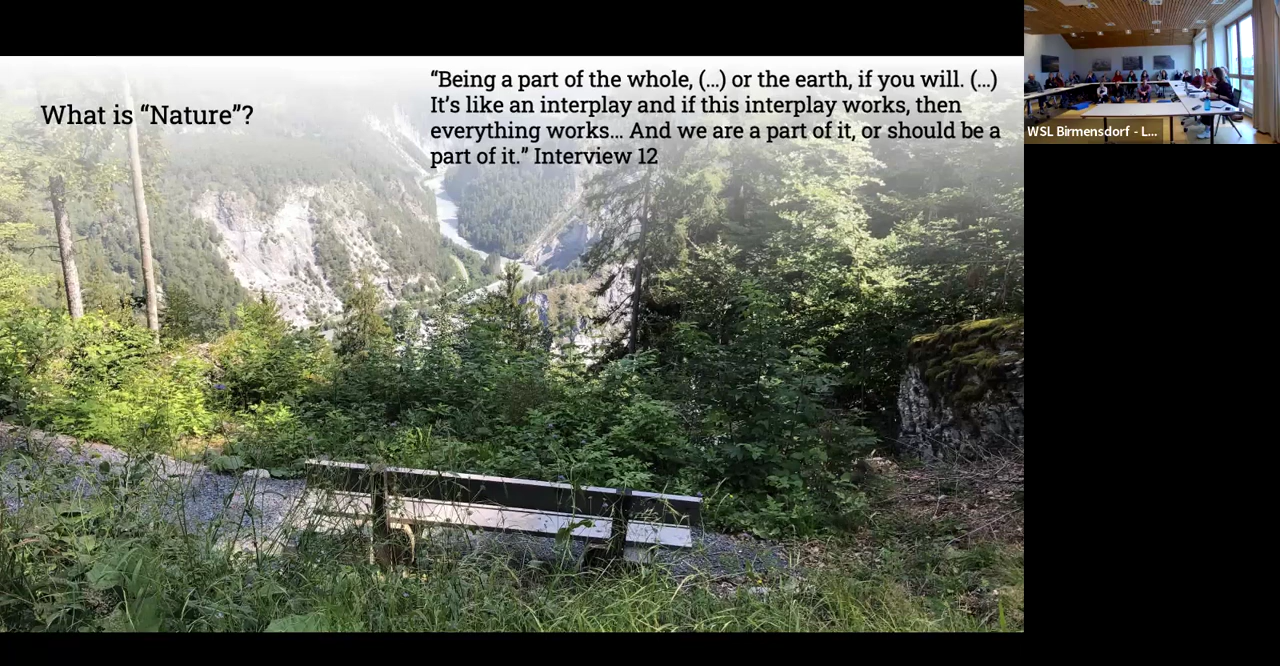 What is “Nature”?
“Being a part of the whole, (…) or the earth, if you will. (…)
It’s like an interplay and if this interplay works, then
everything works… And we are a part of it, or should be a
part of it.” Interview 12
WSL Birmensdorf - L...